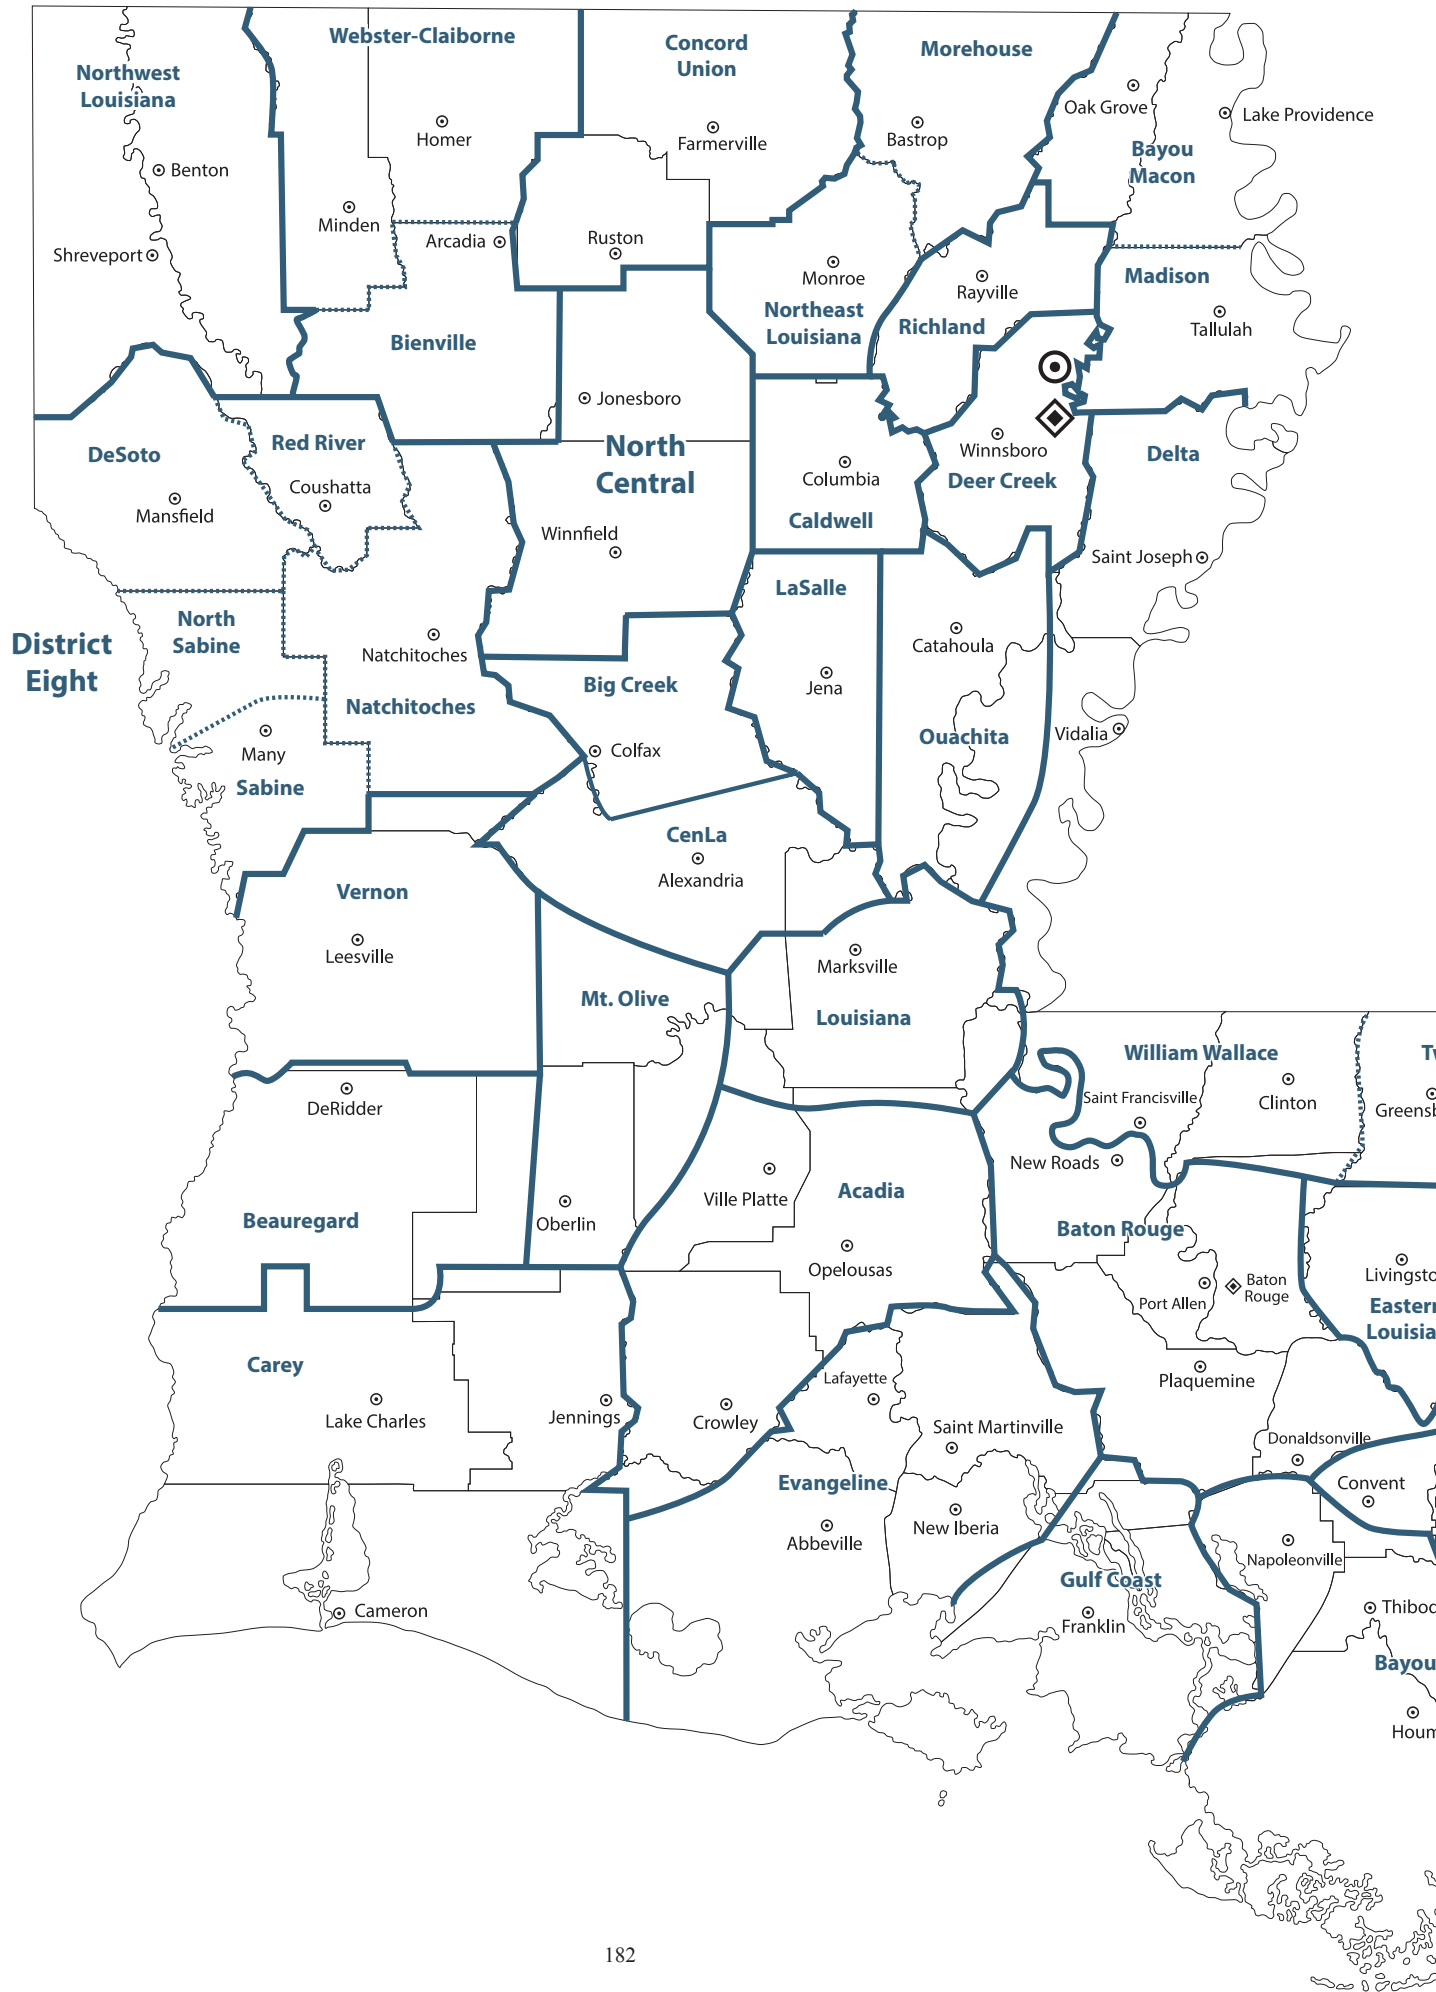 Webster-Claiborne
Concord
Union
Morehouse
Northwest
Louisiana
Oak Grove
Lake Providence
Homer
Farmerville
Bastrop
Bayou
Macon
Benton
Minden
Arcadia
Ruston
Shreveport
Monroe
Rayville
Madison
Northeast
Louisiana
Richland
Tallulah
Bienville
Jonesboro
North
Central
DeSoto
Red River
Coushatta
Mansfield
Winnsboro
Deer Creek
Delta
Columbia
Caldwell
Winnfield
Saint Joseph
LaSalle
North
Sabine
District
Eight
Natchitoches
Catahoula
Jena
Big Creek
Natchitoches
Many
Sabine
Colfax
Ouachita
Vidalia
CenLa
Alexandria
Vernon
Leesville
Marksville
Mt. Olive
Louisiana
William Wallace
Tw
Saint Francisville
Clinton
Greensb
DeRidder
New Roads
Ville Platte
Acadia
Oberlin
Beauregard
Baton Rouge
Opelousas
Livingsto
Port Allen
Baton
Rouge
Eastern
Louisia
Carey
Lafayette
Plaquemine
Lake Charles
Jennings
Crowley
Saint Martinville
Donaldsonville
Convent
Evangeline
New Iberia
Abbeville
Napoleonville
Gulf Coast
Franklin
Cameron
Thibod
Bayou
Houm
182